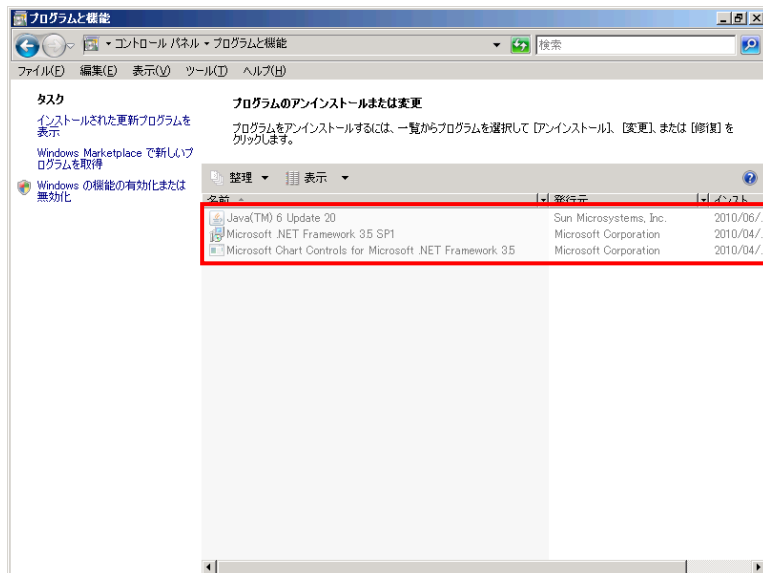 プログラムと機能
コントロール パネル ▾ プログラムと機能
検索
ファイル(F) 編集(E) 表示(V) ツール(T) ヘルプ(H)
タスク
インストールされた更新プログラムを
表示
Windows Marketplace で新しいプ
ログラムを取得
Windows の機能の有効化または
無効化
プログラムのアンインストールまたは変更
プログラムをアンインストールするには、一覧からプログラムを選択して [アンインストール]、[変更]、または [修復] を
クリックします。
整理 表示
名前 発行元 インスト
Java(TM) 6 Update 20 Sun Microsystems, Inc. 2010/06/
Microsoft .NET Framework 3.5 SP1 Microsoft Corporation 2010/04/
Microsoft Chart Controls for Microsoft .NET Framework 3.5 Microsoft Corporation 2010/04/